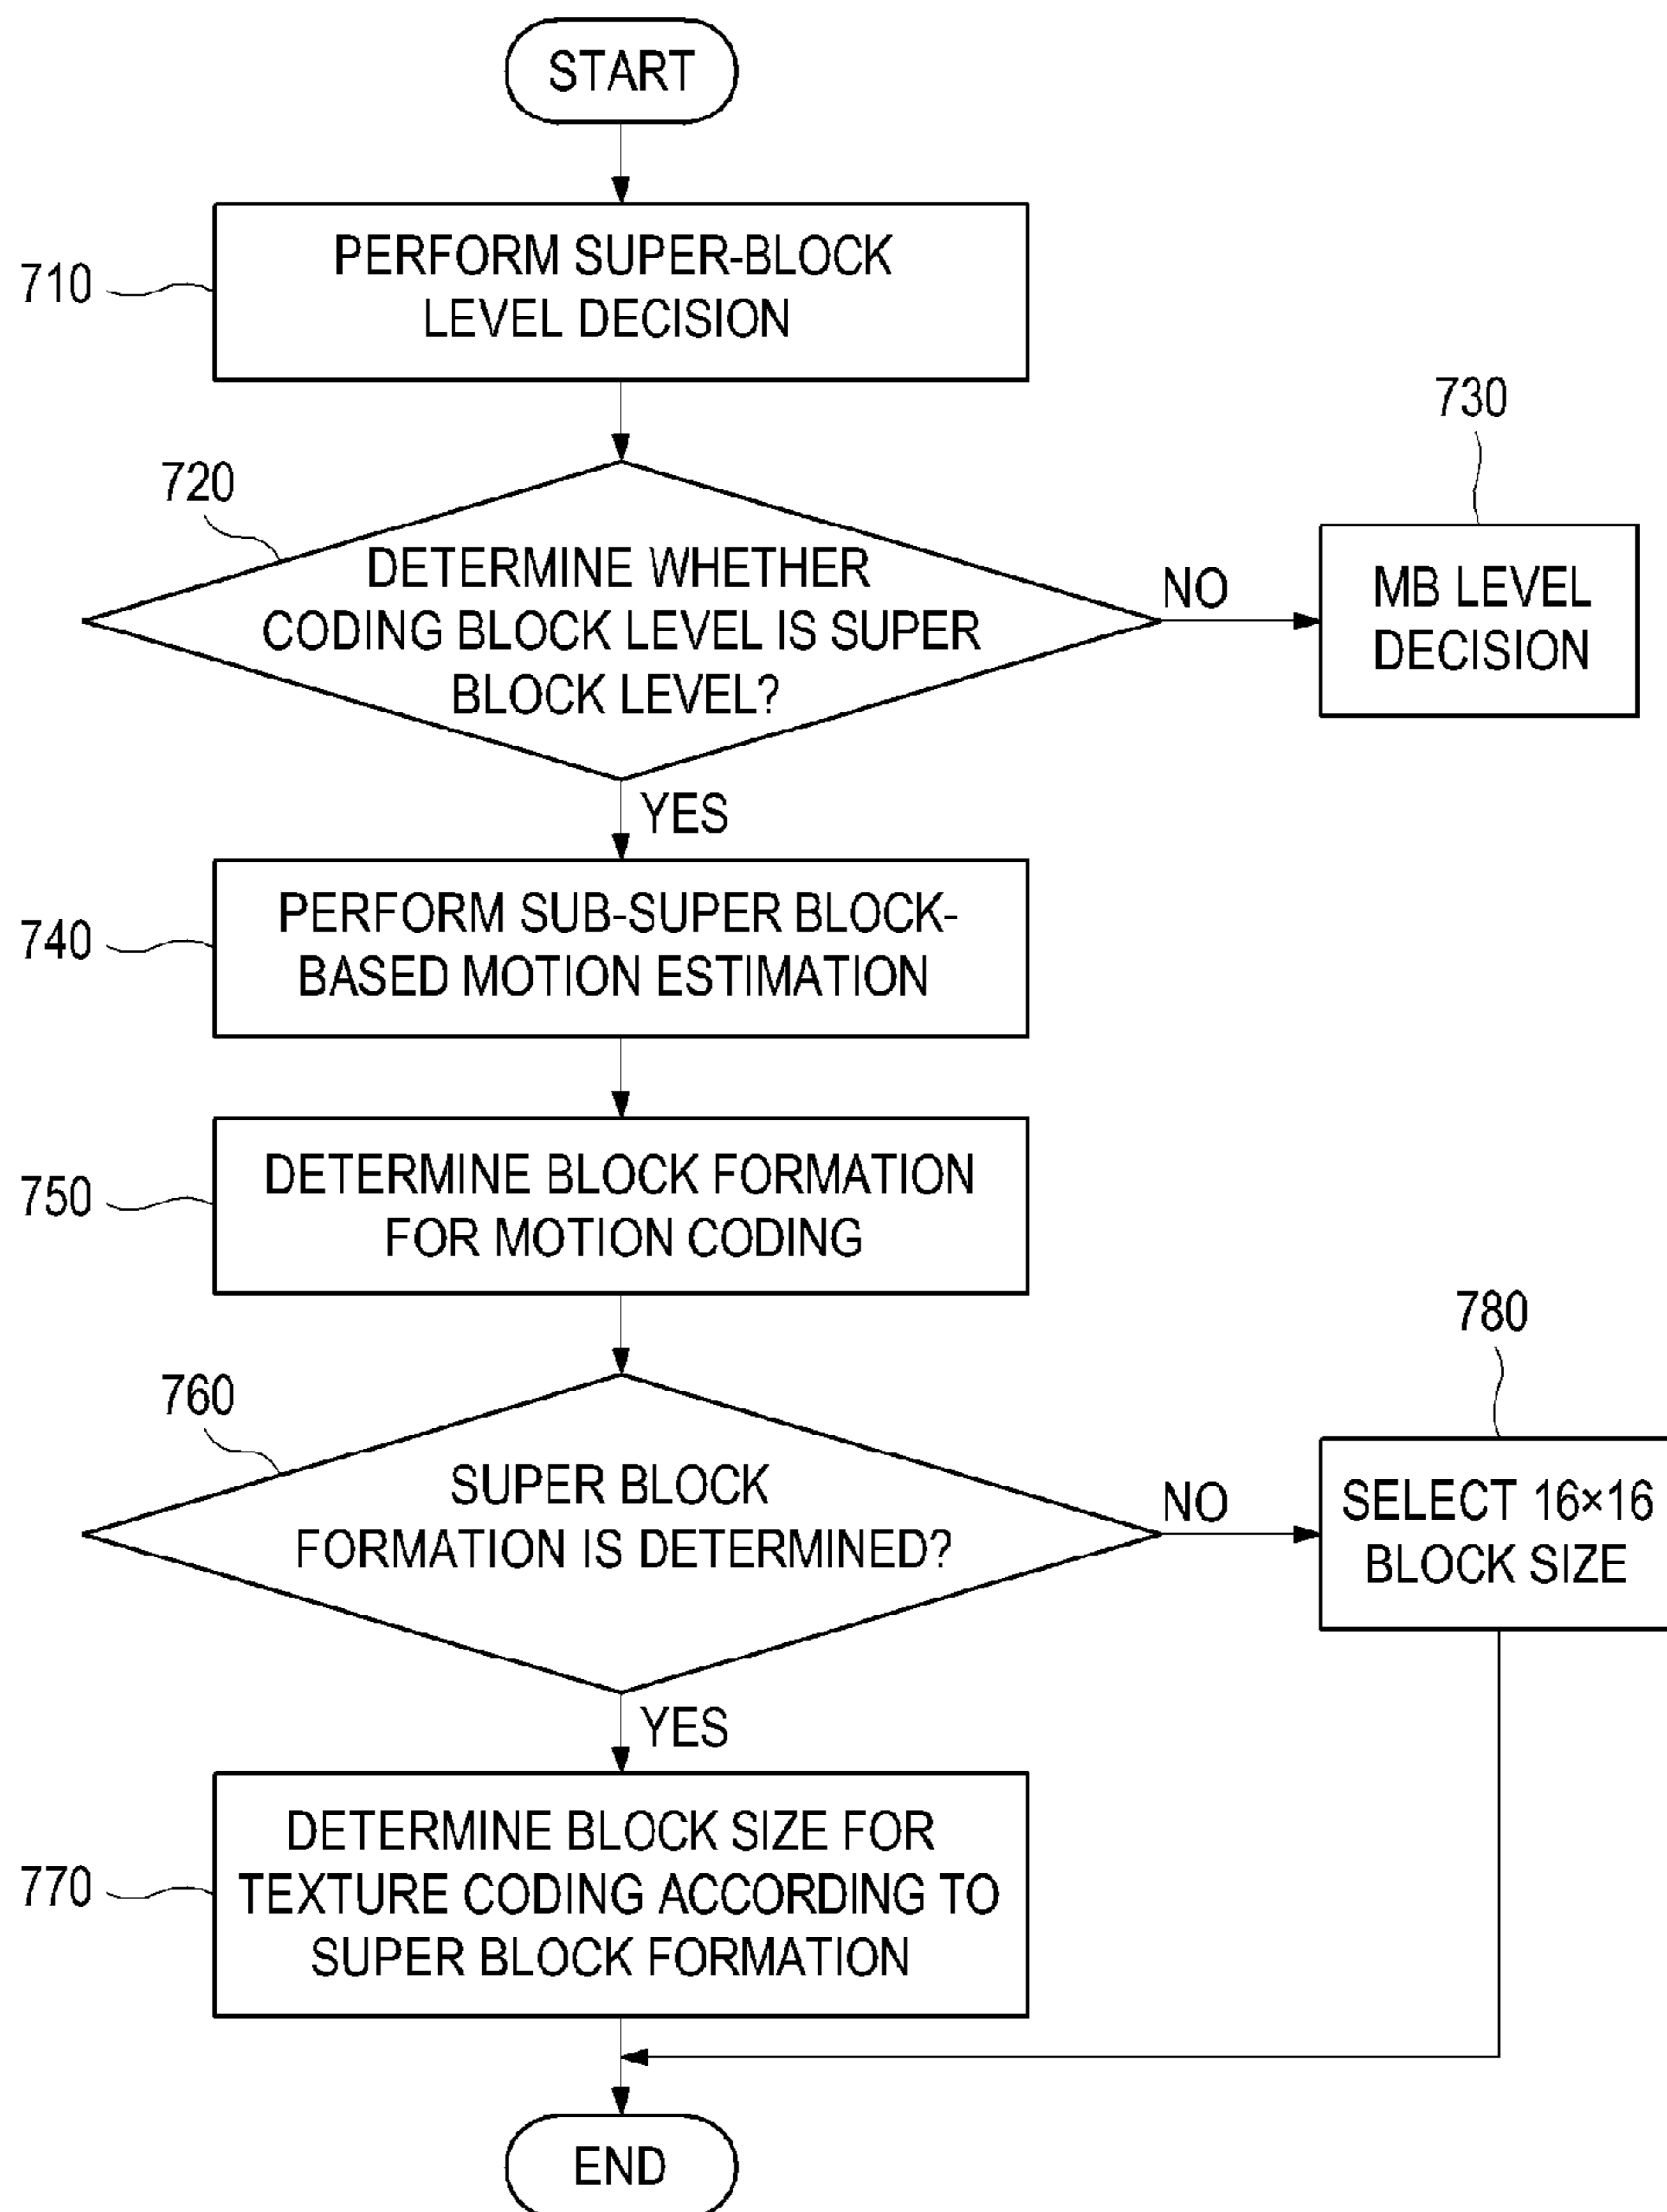 START
PERFORM SUPER-BLOCK
LEVEL DECISION
710
730
720
DETERMINE WHETHER
CODING BLOCK LEVEL IS SUPER
BLOCK LEVEL?
NO
MB LEVEL
DECISION
YES
740
PERFORM SUB-SUPER BLOCK-
BASED MOTION ESTIMATION
750
DETERMINE BLOCK FORMATION
FOR MOTION CODING
780
760
SUPER BLOCK
FORMATION IS DETERMINED?
NO
SELECT 16×16
BLOCK SIZE
YES
770
DETERMINE BLOCK SIZE FOR
TEXTURE CODING ACCORDING TO
SUPER BLOCK FORMATION
END